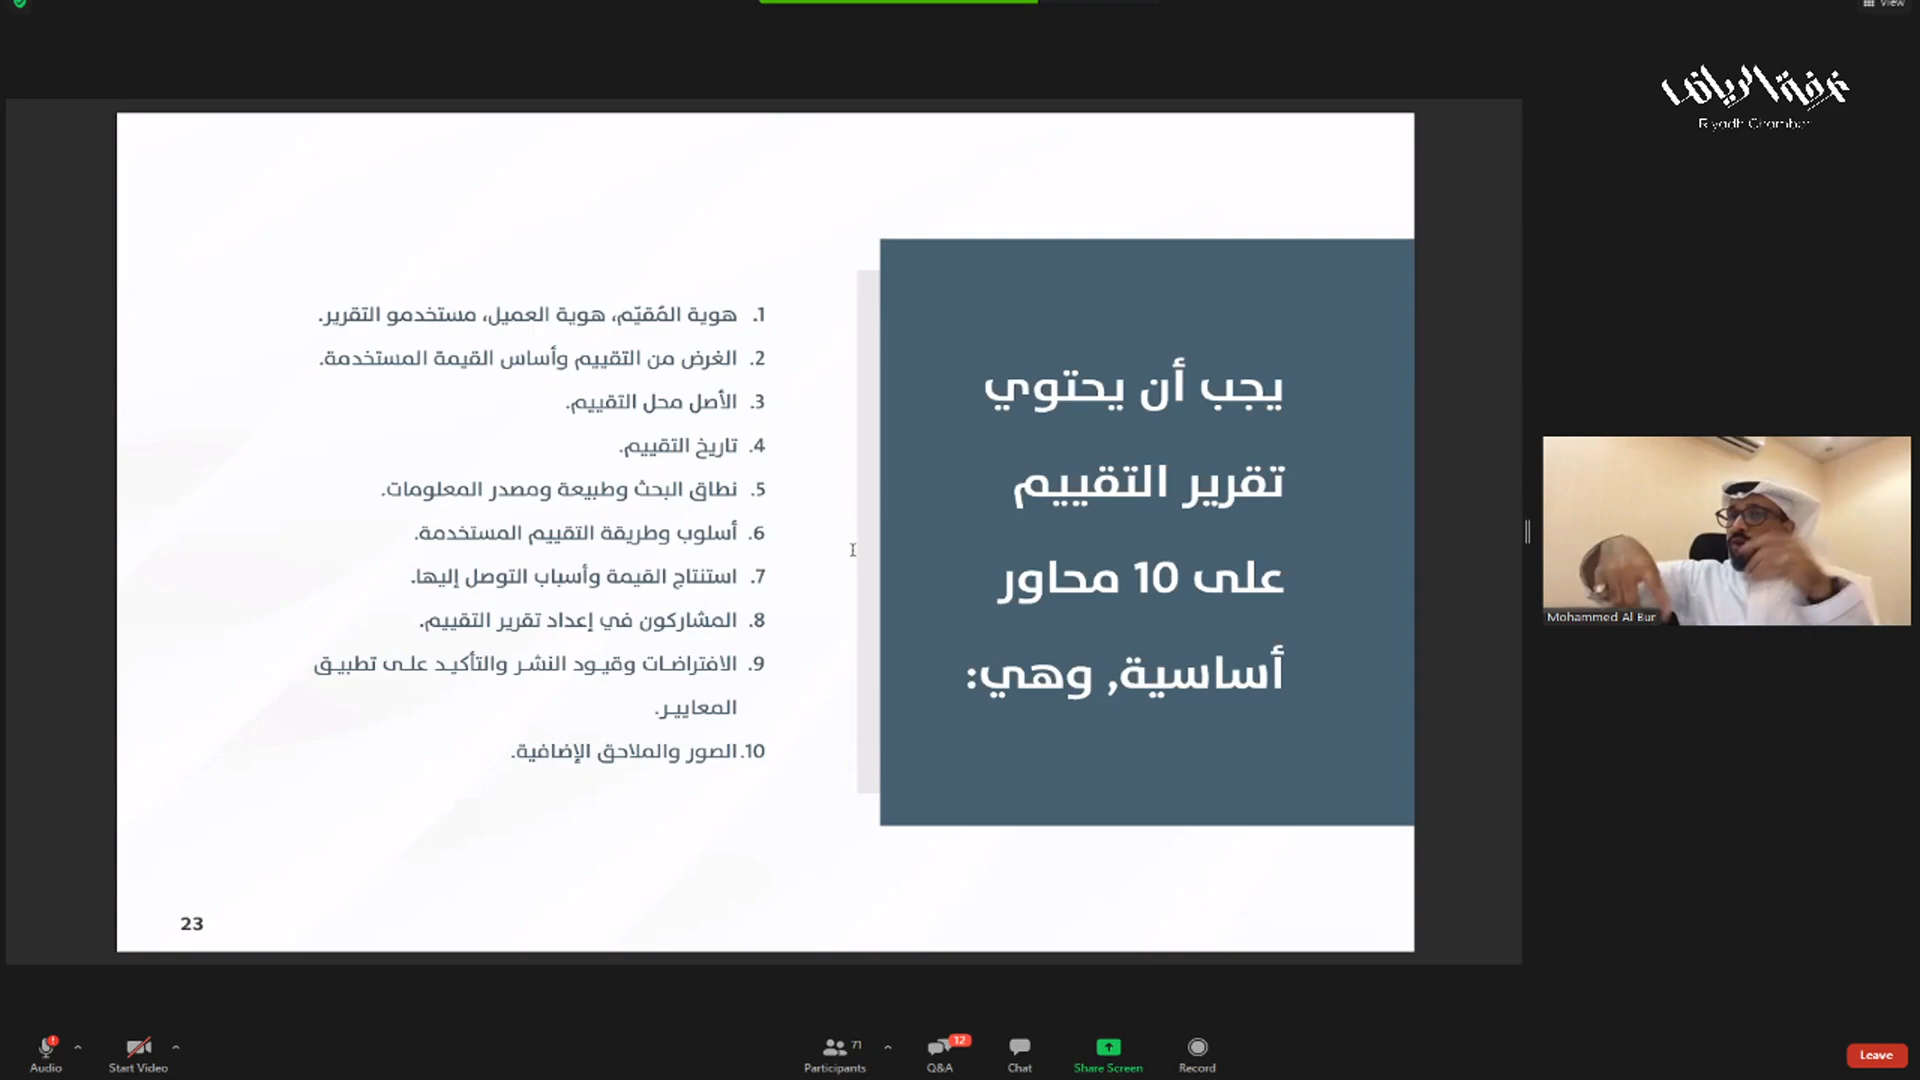 View
غرفة الرياض
Riyadh Chamber
يجب أن يحتوي
تقرير التقييم
على 10 محاور
أساسية, وهي:
1. هوية المُقيّم، هوية العميل، مستخدمو التقرير.
2. الغرض من التقييم وأساس القيمة المستخدمة.
3. الأصل محل التقييم.
4. تاريخ التقييم.
5. نطاق البحث وطبيعة ومصدر المعلومات.
6. أسلوب وطريقة التقييم المستخدمة.
7. استنتاج القيمة وأسباب التوصل إليها.
8. المشاركون في إعداد تقرير التقييم.
9. الافتراضات وقيود النشر والتأكيد على تطبيق
المعايير.
10. الصور والملاحق الإضافية.
23
Mohammed Al Bur
Audio
Start Video
71
Participants
12
Q&A
Chat
Share Screen
Record
Leave